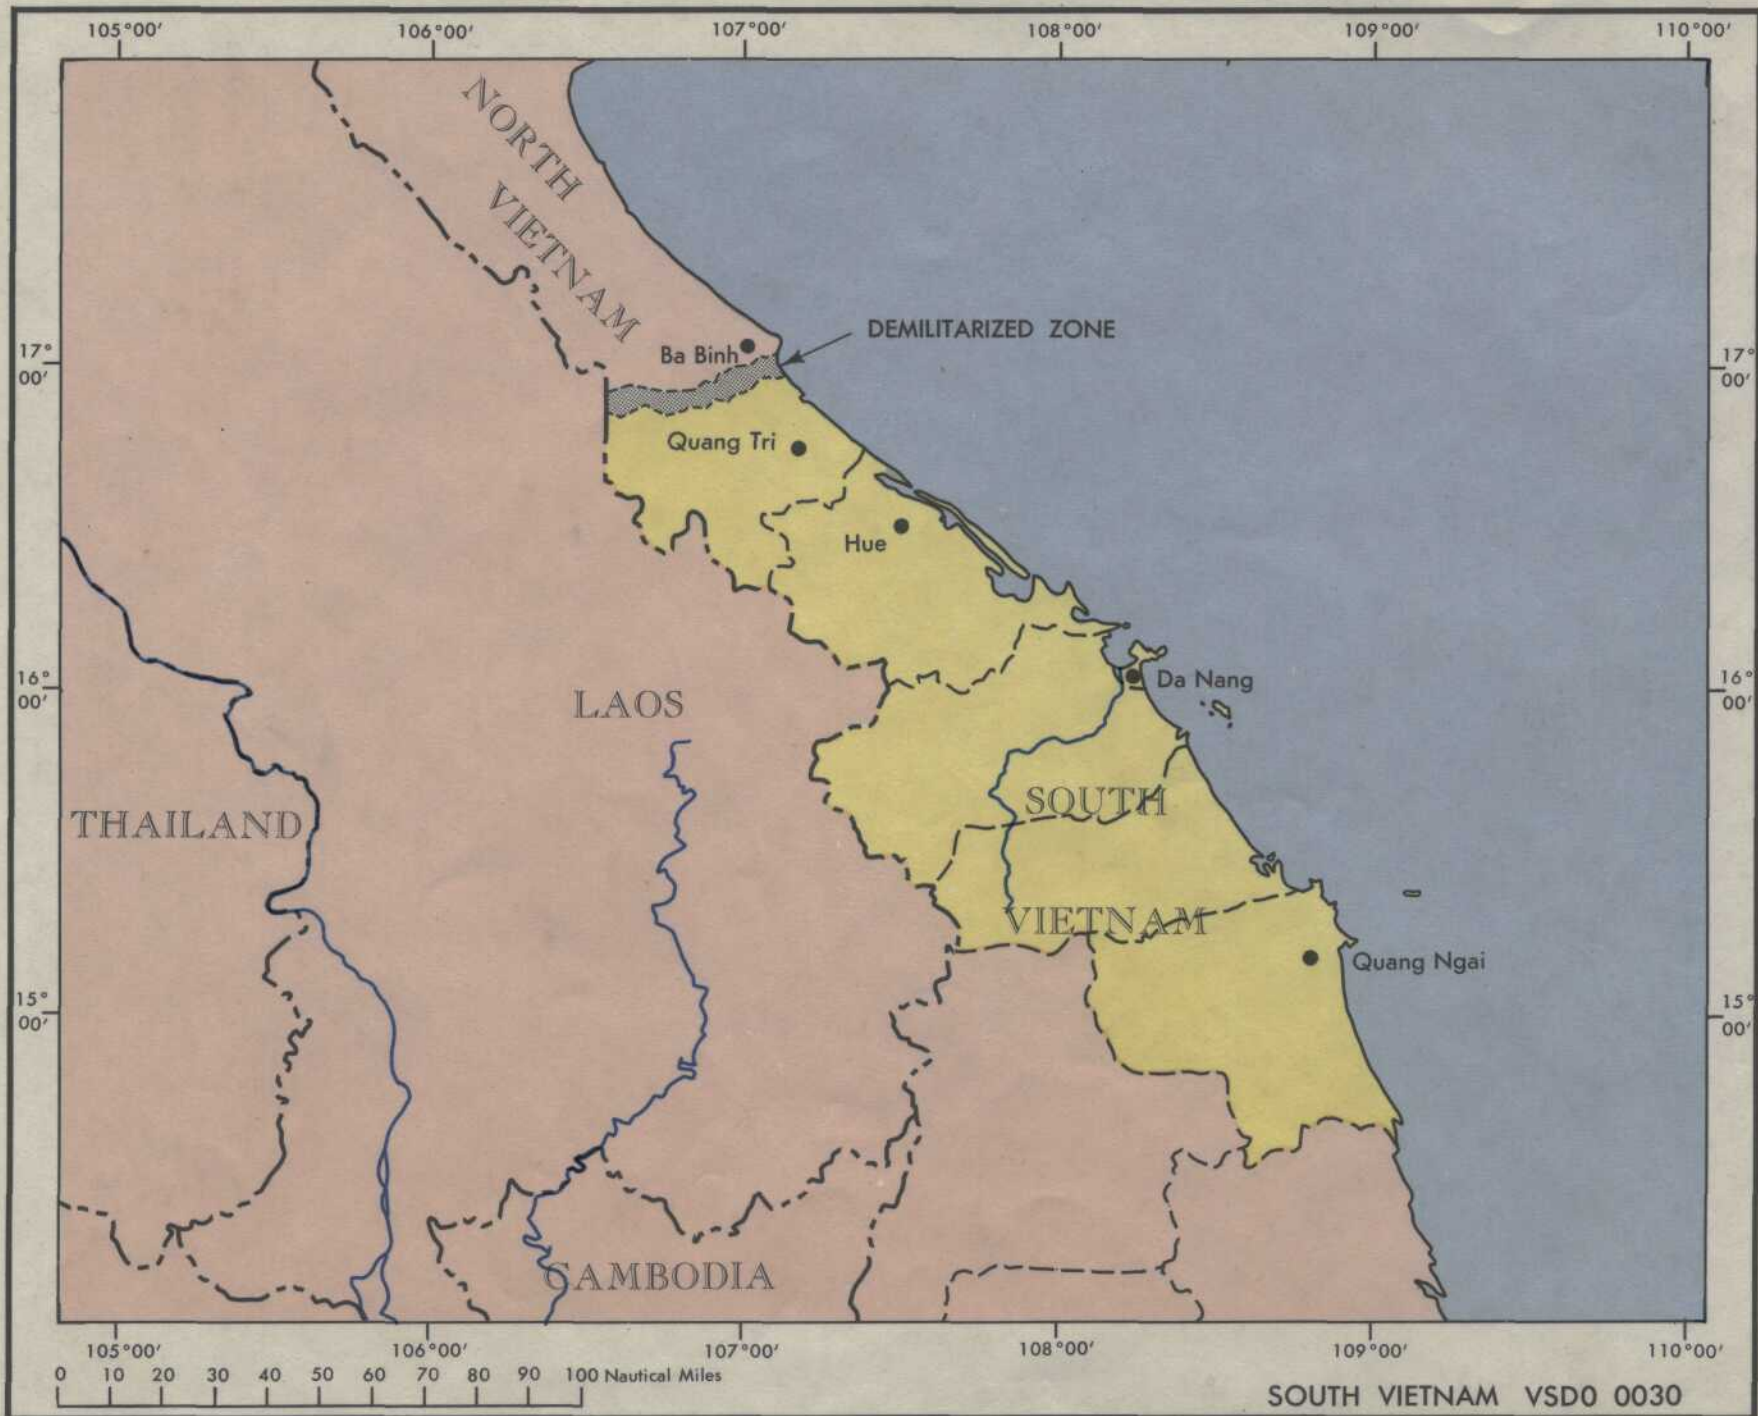 105°00′ 106°00′ 107°00′ 108°00′ 109°00′ 110°00′
NORTH
VIETNAM
DEMILITARIZED ZONE
17°
00′
Ba Binh
17°
00′
Quang Tri
Hue
16°
00′
LAOS
Da Nang
16°
00′
THAILAND
SOUTH
VIETNAM
Quang Ngai
15°
00′
15°
00′
CAMBODIA
105°00′ 106°00′ 107°00′ 108°00′ 109°00′ 110°00′
0 10 20 30 40 50 60 70 80 90 100 Nautical Miles
SOUTH VIETNAM VSD0 0030